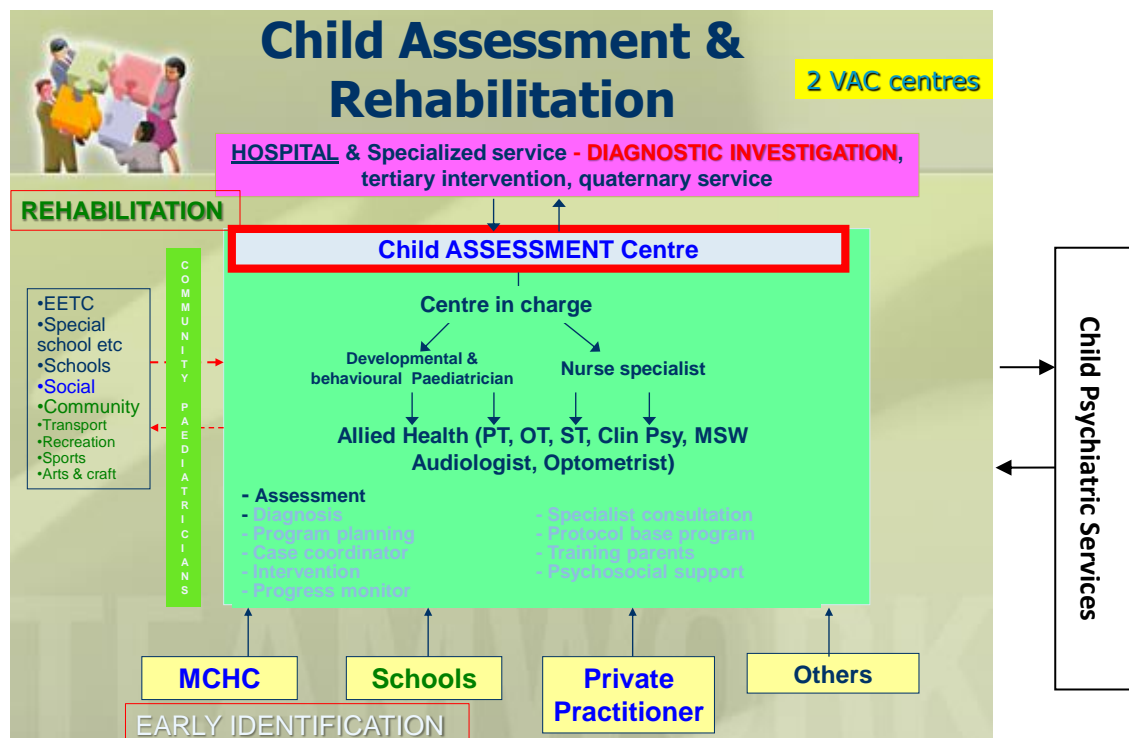 Child Assessment &
Rehabilitation
2 VAC centres
HOSPITAL & Specialized service - DIAGNOSTIC INVESTIGATION,
tertiary intervention, quaternary service
REHABILITATION
Child ASSESSMENT Centre
COMMUNITY PAEDIATRICIANS
•EETC
•Special
school etc
•Schools
•Social
•Community
•Transport
•Recreation
•Sports
•Arts & craft
Centre in charge
Developmental &
behavioural Paediatrician
Nurse specialist
Allied Health (PT, OT, ST, Clin Psy, MSW
Audiologist, Optometrist)
- Assessment
- Diagnosis
- Program planning
- Case coordinator
- Intervention
- Progress monitor
- Specialist consultation
- Protocol base program
- Training parents
- Psychosocial support
Child Psychiatric Services
MCHC
Schools
Private
Practitioner
Others
EARLY IDENTIFICATION
TEAMWORK